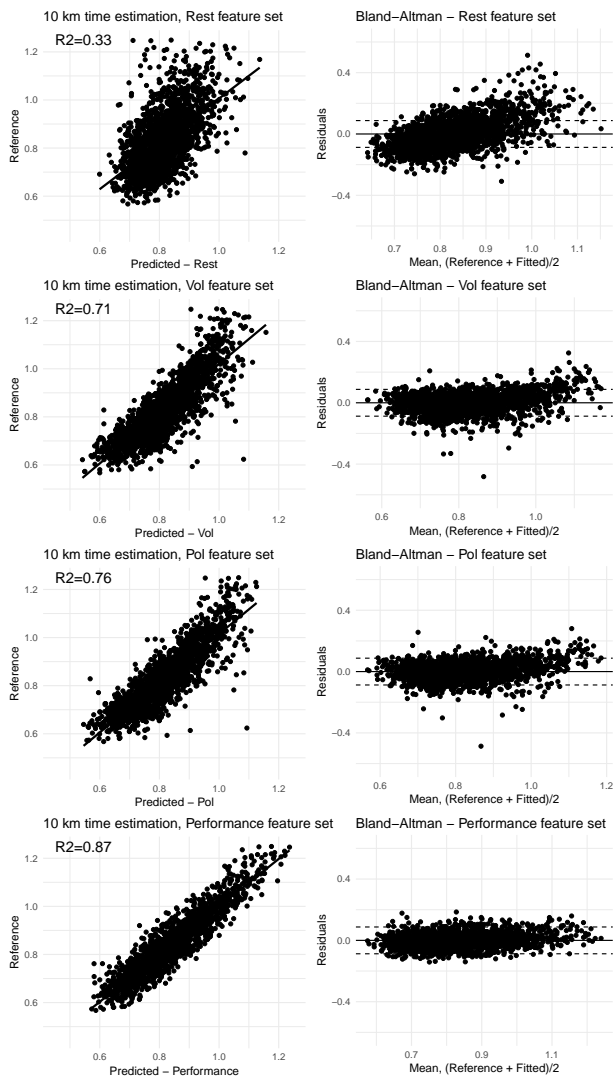 10 km time estimation, Rest feature set
R2=0.33
1.2
1.0
0.8
0.6
Reference
0.6 0.8 1.0 1.2
Predicted − Rest
Bland−Altman − Rest feature set
0.4
0.0
−0.4
Residuals
0.7 0.8 0.9 1.0 1.1
Mean, (Reference + Fitted)/2
10 km time estimation, Vol feature set
R2=0.71
1.2
1.0
0.8
0.6
Reference
0.6 0.8 1.0 1.2
Predicted − Vol
Bland−Altman − Vol feature set
0.4
0.0
−0.4
Residuals
0.6 0.8 1.0
Mean, (Reference + Fitted)/2
10 km time estimation, Pol feature set
R2=0.76
1.2
1.0
0.8
0.6
Reference
0.6 0.8 1.0 1.2
Predicted − Pol
Bland−Altman − Pol feature set
0.4
0.0
−0.4
Residuals
0.6 0.8 1.0 1.2
Mean, (Reference + Fitted)/2
10 km time estimation, Performance feature set
R2=0.87
1.2
1.0
0.8
0.6
Reference
0.6 0.8 1.0 1.2
Predicted − Performance
Bland−Altman − Performance feature set
0.4
0.0
−0.4
Residuals
0.7 0.9 1.1
Mean, (Reference + Fitted)/2